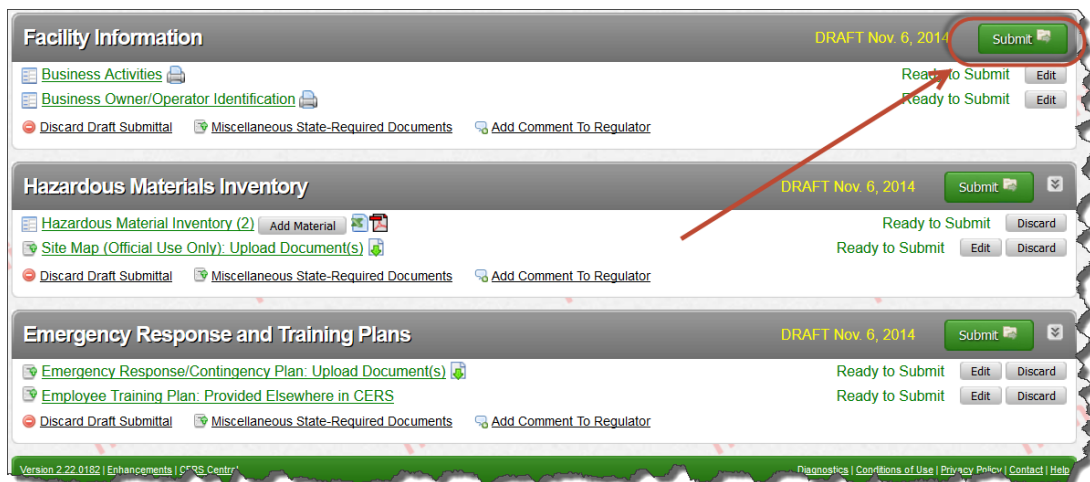 Facility Information DRAFT Nov. 6, 2014 Submit
Business Activities Ready to Submit Edit
Business Owner/Operator Identification Ready to Submit Edit
Discard Draft Submittal Miscellaneous State-Required Documents Add Comment To Regulator
Hazardous Materials Inventory DRAFT Nov. 6, 2014 Submit
Hazardous Material Inventory (2) Add Material Ready to Submit Discard
Site Map (Official Use Only): Upload Document(s) Ready to Submit Edit Discard
Discard Draft Submittal Miscellaneous State-Required Documents Add Comment To Regulator
Emergency Response and Training Plans DRAFT Nov. 6, 2014 Submit
Emergency Response/Contingency Plan: Upload Document(s) Ready to Submit Edit Discard
Employee Training Plan: Provided Elsewhere in CERS Ready to Submit Edit Discard
Discard Draft Submittal Miscellaneous State-Required Documents Add Comment To Regulator
Version 2.22.0182 | Enhancements | CERS Central Diagnostics | Conditions of Use | Privacy Policy | Contact | Help